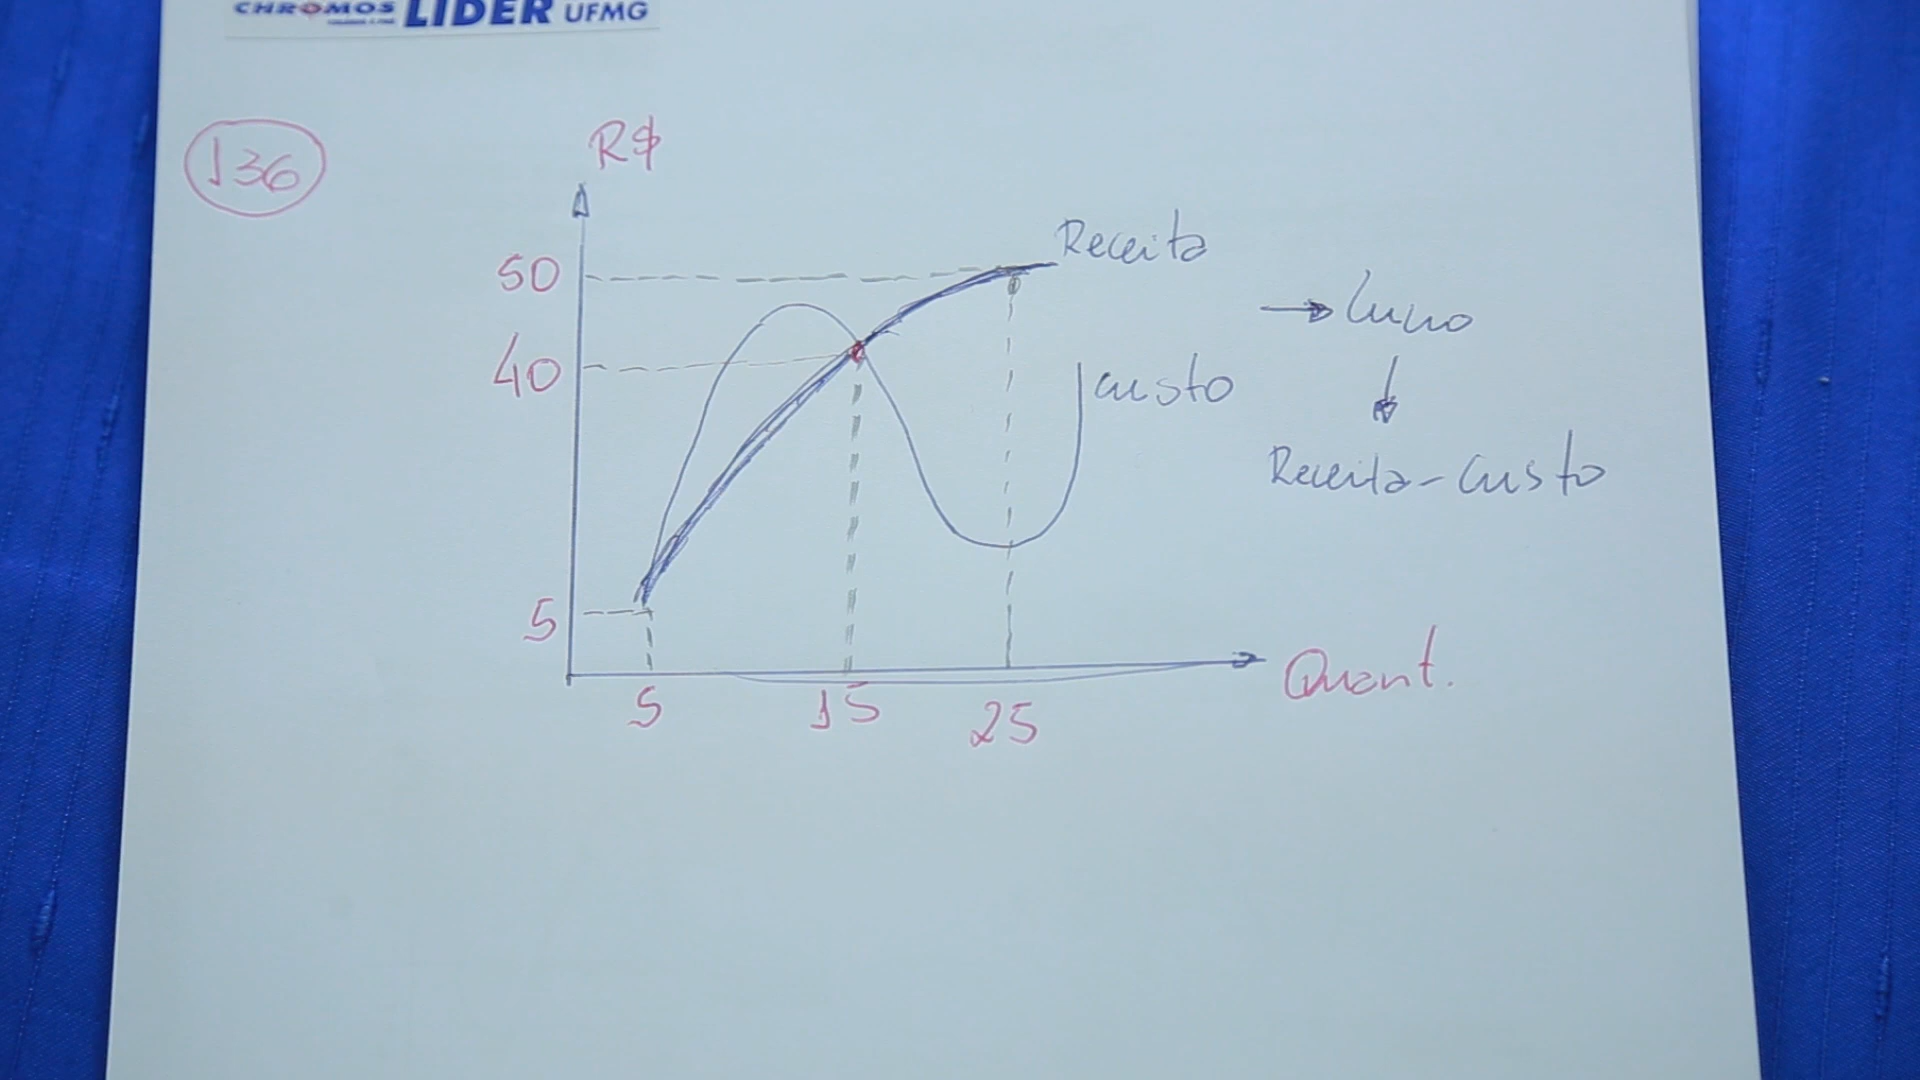 CHROMOS LIDER UFMG
136
R$
50
40
5
5
15
25
Quant.
Receita
custo
→ Lucro
Receita - Custo